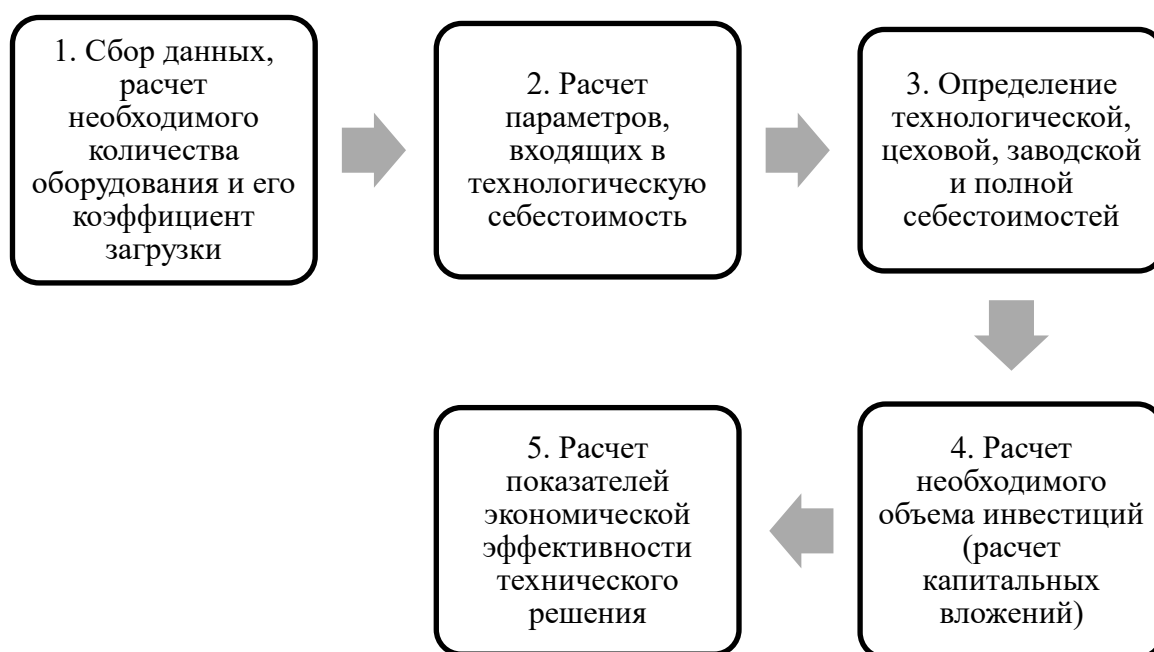 1. Сбор данных,
расчет
необходимого
количества
оборудования и его
коэффициент
загрузки
2. Расчет
параметров,
входящих в
технологическую
себестоимость
3. Определение
технологической,
цеховой, заводской
и полной
себестоимостей
4. Расчет
необходимого
объема инвестиций
(расчет
капитальных
вложений)
5. Расчет
показателей
экономической
эффективности
технического
решения